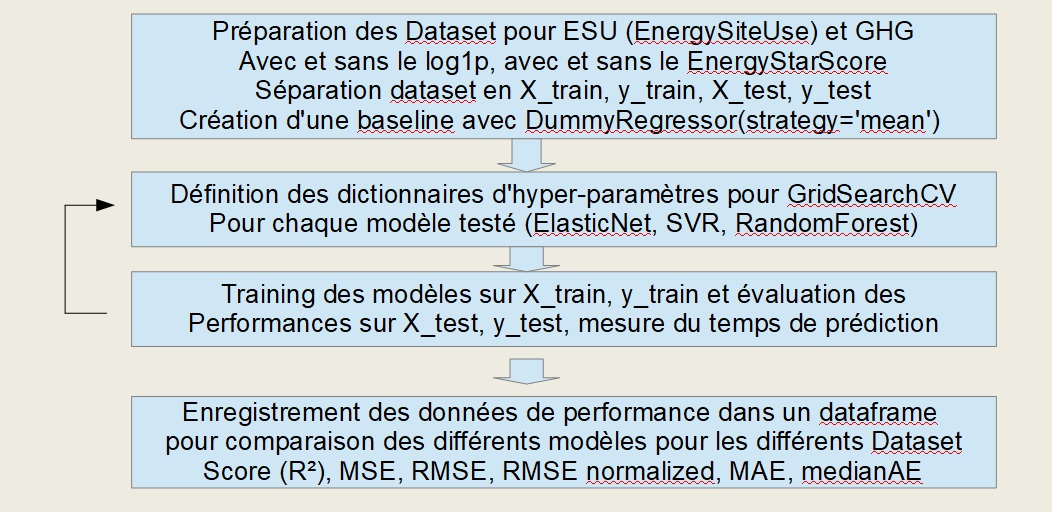 Préparation des Dataset pour ESU (EnergySiteUse) et GHG
Avec et sans le log1p, avec et sans le EnergyStarScore
Séparation dataset en X_train, y_train, X_test, y_test
Création d'une baseline avec DummyRegressor(strategy='mean')
Définition des dictionnaires d'hyper-paramètres pour GridSearchCV
Pour chaque modèle testé (ElasticNet, SVR, RandomForest)
Training des modèles sur X_train, y_train et évaluation des
Performances sur X_test, y_test, mesure du temps de prédiction
Enregistrement des données de performance dans un dataframe
pour comparaison des différents modèles pour les différents Dataset
Score (R²), MSE, RMSE, RMSE normalized, MAE, medianAE